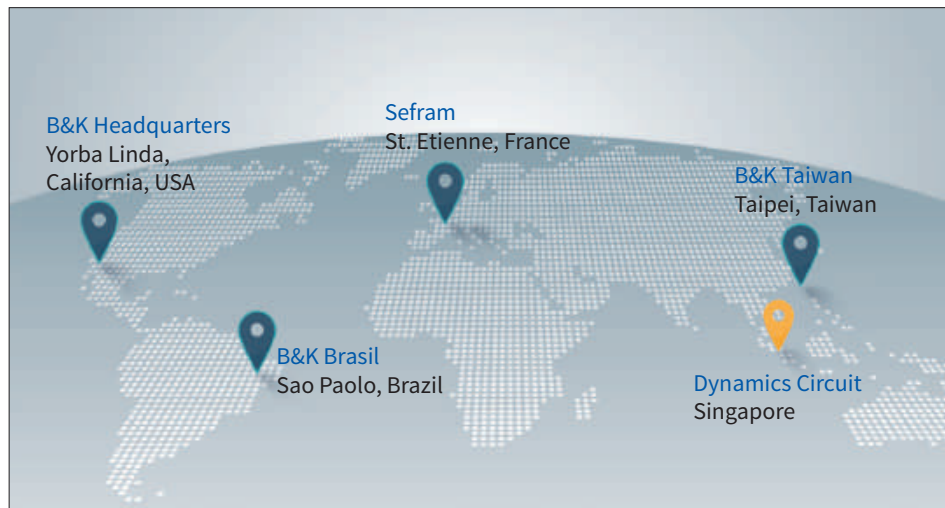 B&K Headquarters
Yorba Linda,
California, USA
Sefram
St. Etienne, France
B&K Taiwan
Taipei, Taiwan
B&K Brasil
Sao Paolo, Brazil
Dynamics Circuit
Singapore